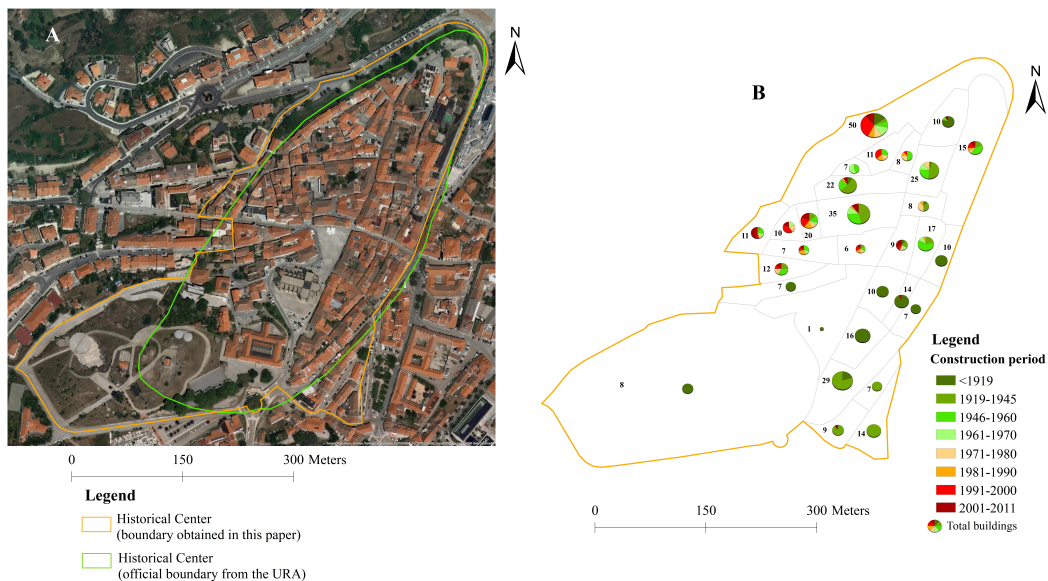 A
N
0 150 300 Meters
Legend
Historical Center
(boundary obtained in this paper)
Historical Center
(official boundary from the URA)
B
N
50
10
11
8
15
7
25
22
35
8
11
10
20
17
7
6
9
10
12
7
10
14
7
1
16
8
29
7
9
14
0 150 300 Meters
Legend
Construction period
<1919
1919-1945
1946-1960
1961-1970
1971-1980
1981-1990
1991-2000
2001-2011
Total buildings